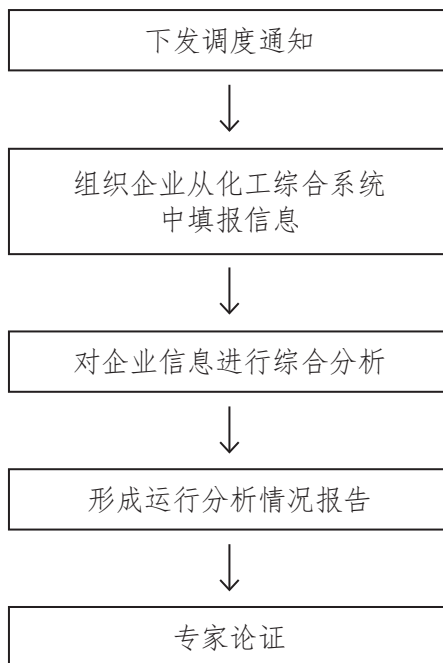 下发调度通知
组织企业从化工综合系统
中填报信息
对企业信息进行综合分析
形成运行分析情况报告
专家论证